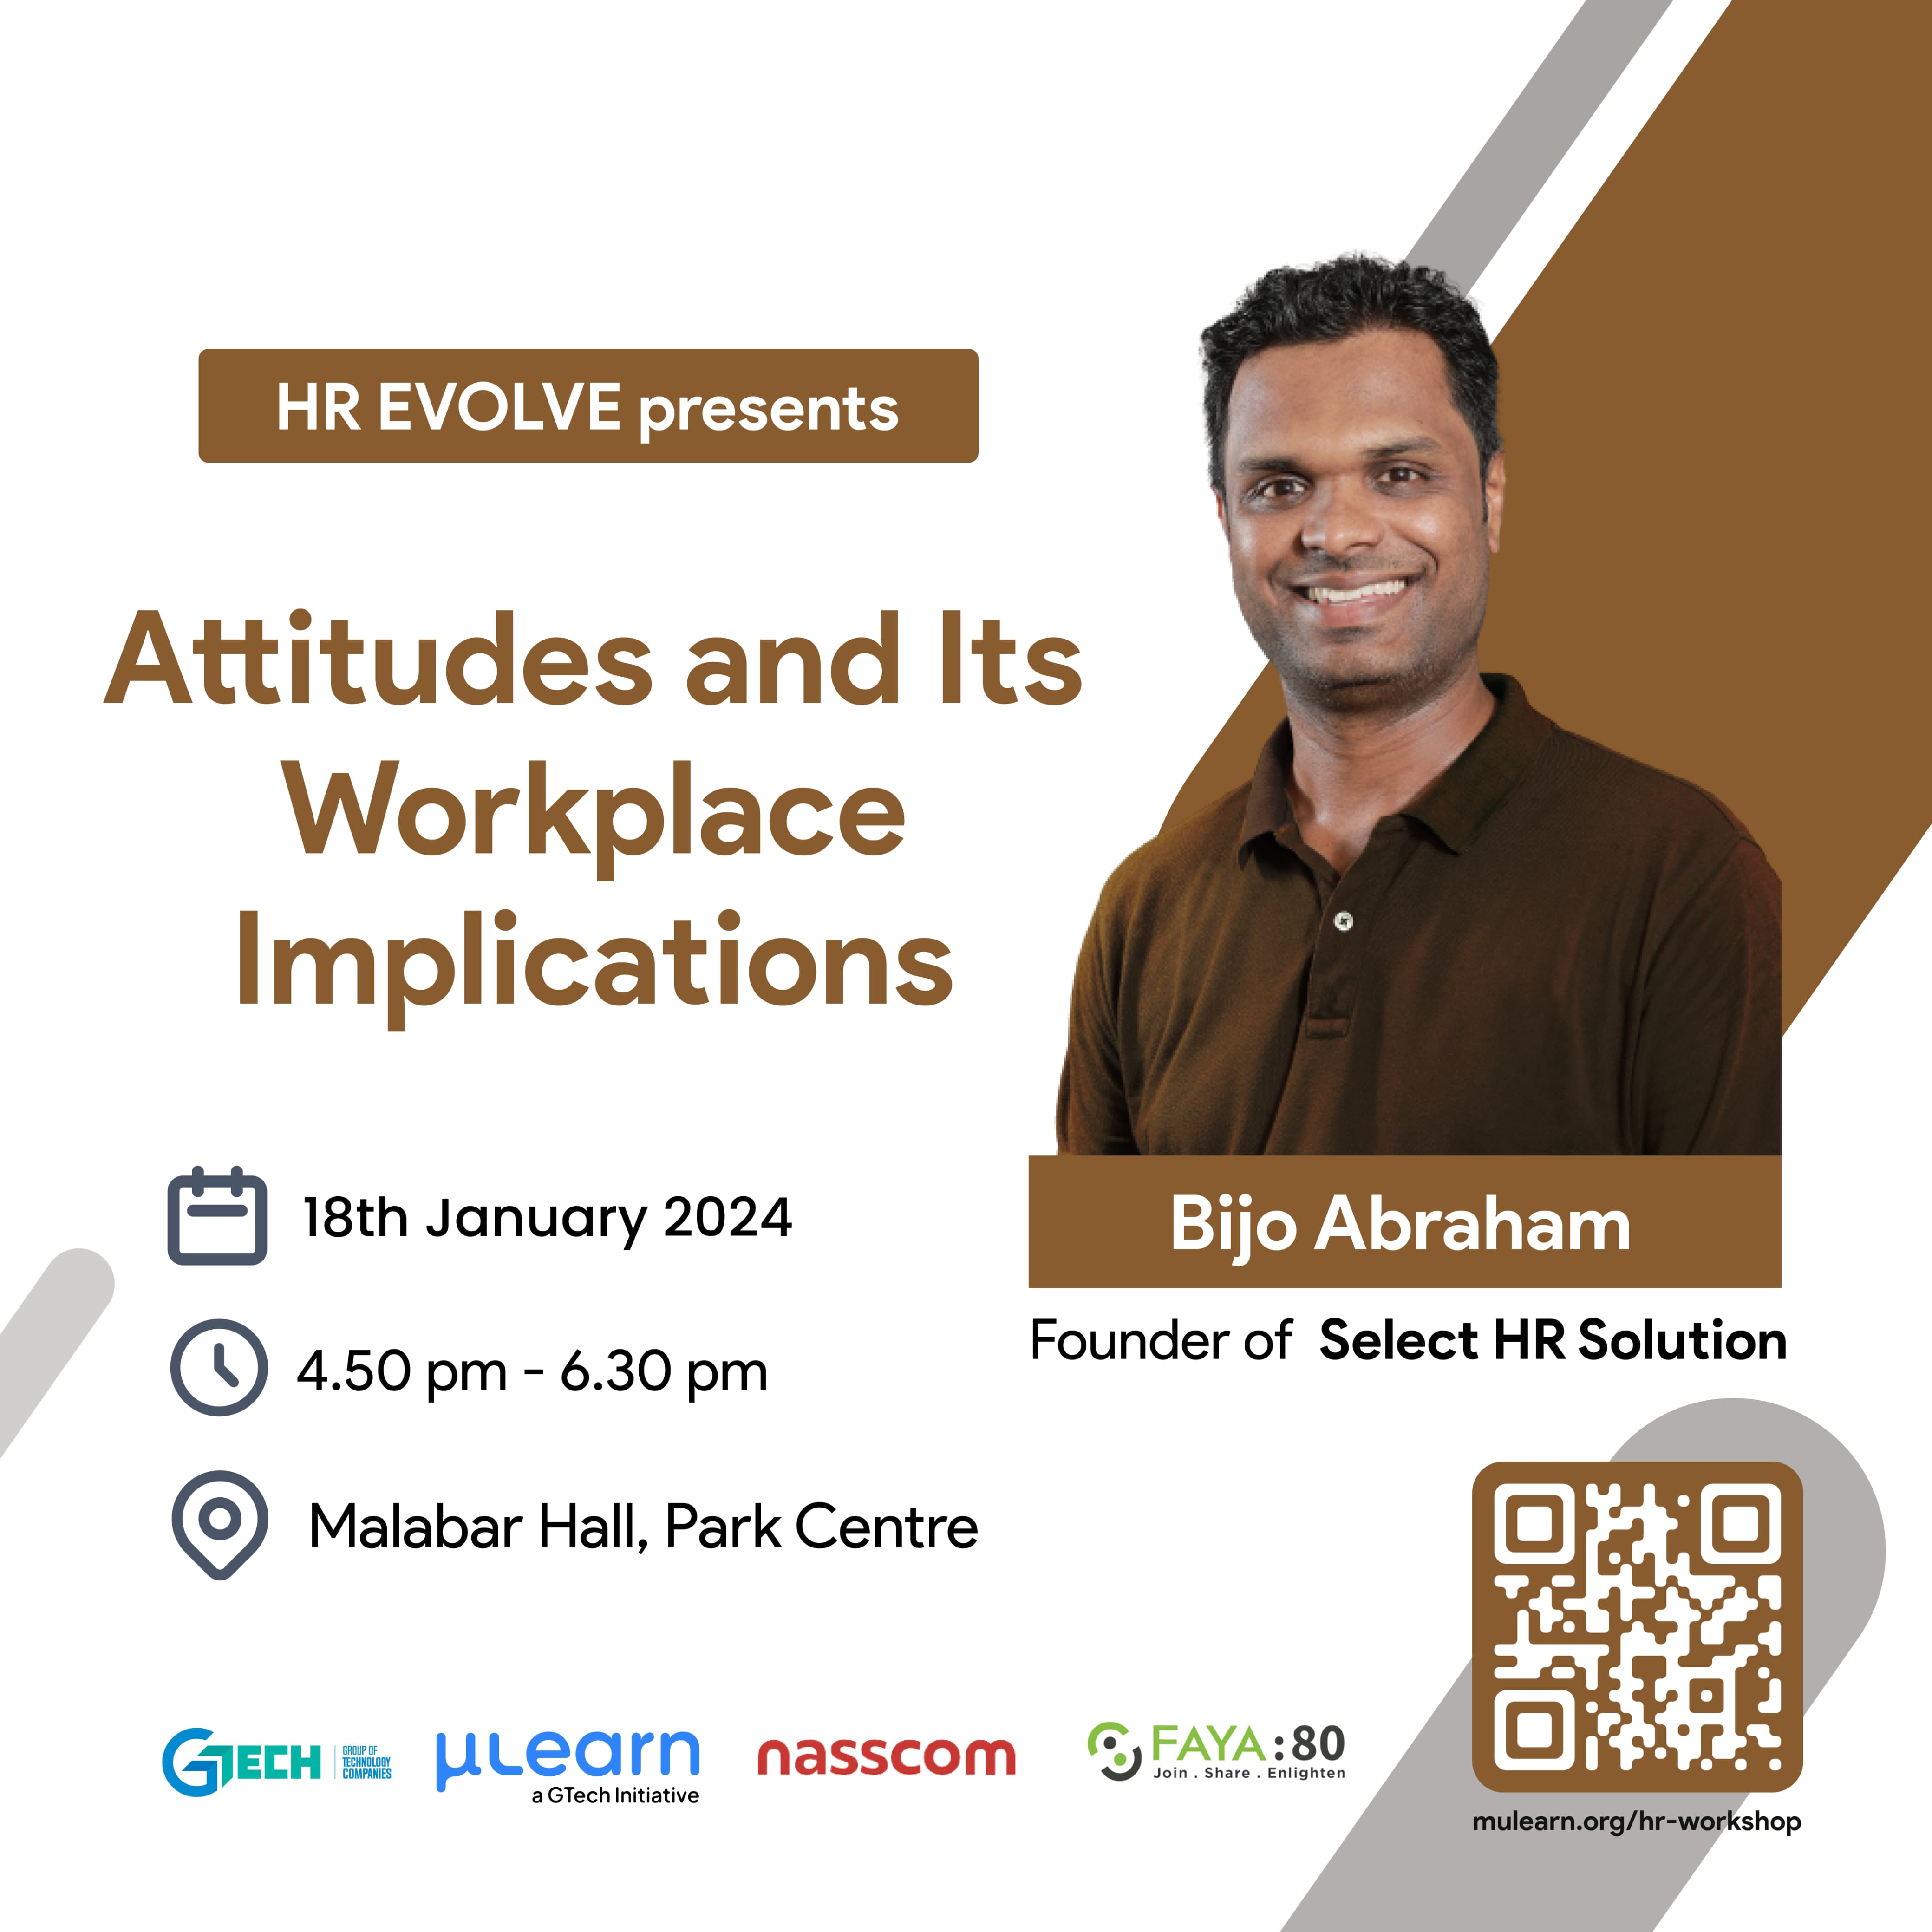 HR EVOLVE presents
Attitudes and Its
Workplace
Implications
18th January 2024
4.50 pm - 6.30 pm
Malabar Hall, Park Centre
Bijo Abraham
Founder of Select HR Solution
GTECH
GROUP OF
TECHNOLOGY
COMPANIES
µLearn
a GTech Initiative
nasscom
FAYA:80
Join . Share . Enlighten
mulearn.org/hr-workshop